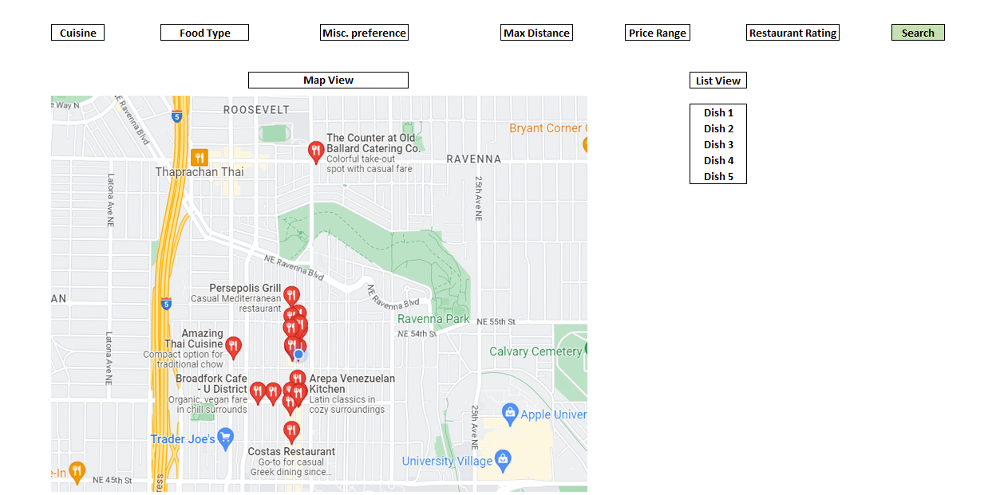 Cuisine
Food Type
Misc. preference
Max Distance
Price Range
Restaurant Rating
Search
Map View
List View
Dish 1
Dish 2
Dish 3
Dish 4
Dish 5
e Way N
NE Ravenna Blvd
5
ROOSEVELT
Bryant Corner C
The Counter at Old
Ballard Catering Co.
Colorful take-out
spot with casual fare
RAVENNA
Thaprachan Thai
Latona Ave NE
25th Ave NE
NE Ravenna Blvd
Persepolis Grill
Casual Mediterranean
restaurant
NE Ravenna Blvd
AN
5
Ravenna Park
NE 55th St
NE 54th St
Amazing
Thai Cuisine
Compact option for
traditional chow
Latona Ave NE
Calvary Cemetery
Broadfork Cafe
- U District
Organic, vegan fare
in chill surrounds
Arepa Venezuelan
Kitchen
Latin classics in
cozy surroundings
25th Ave NE
Apple Univer
Trader Joe's
Costas Restaurant
Go-to for casual
Greek dining since...
University Village
e-In
NE 45th St
ress